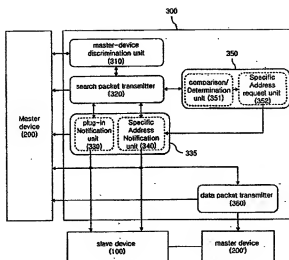 300
master-device
discrimination unit
(310)
350
search packet transmitter
(320)
comparison/
Determination
unit (351)
Specific
Address
request unit
(352)
Master
device
(200)
plug-in
Notification
unit
(330)
Specific
Address
Notification
unit (340)
335
data packet transmitter
(360)
slave device
(100)
master device
(200')